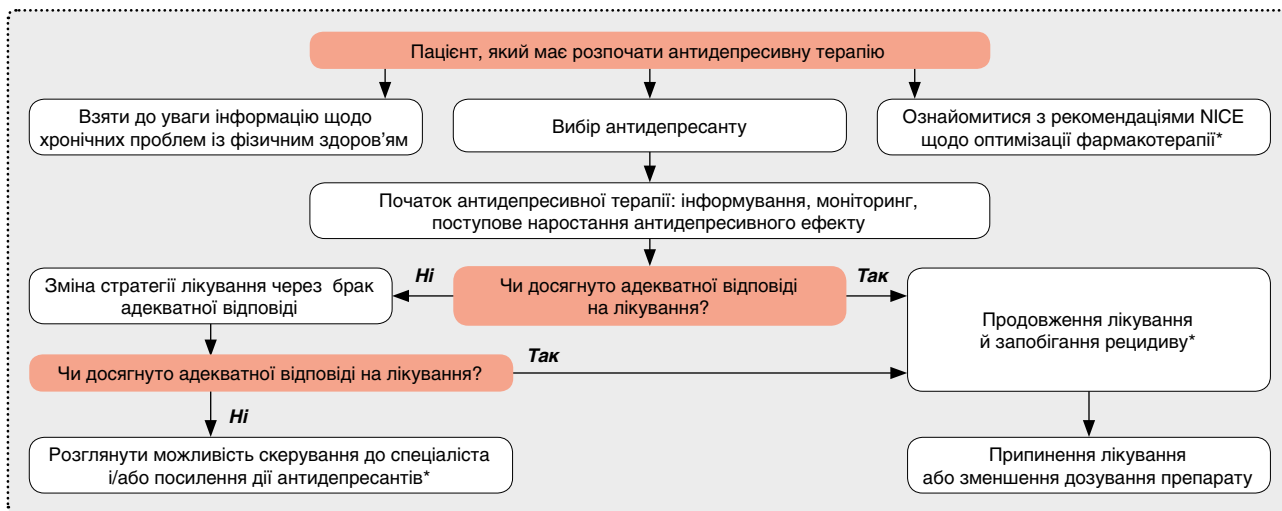 Пацієнт, який має розпочати антидепресивну терапію
Взяти до уваги інформацію щодо
хронічних проблем із фізичним здоров’ям
Вибір антидепресанту
Ознайомитися з рекомендаціями NICE
щодо оптимізації фармакотерапії*
Початок антидепресивної терапії: інформування, моніторинг,
поступове наростання антидепресивного ефекту
Зміна стратегії лікування через брак
адекватної відповіді
Ні
Чи досягнуто адекватної відповіді
на лікування?
Так
Продовження лікування
й запобігання рецидиву*
Чи досягнуто адекватної відповіді на лікування?
Так
Ні
Розглянути можливість скерування до спеціаліста
і/або посилення дії антидепресантів*
Припинення лікування
або зменшення дозування препарату